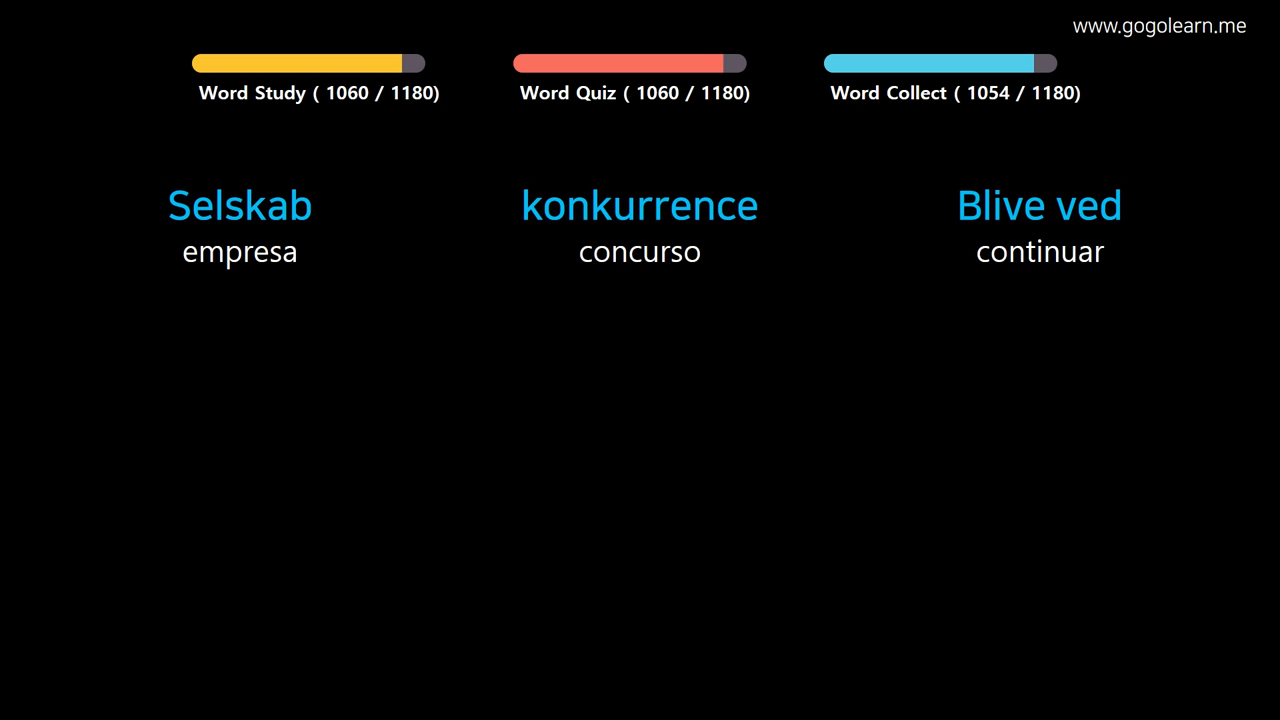 www.gogolearn.me
Word Study ( 1060 / 1180)
Word Quiz ( 1060 / 1180)
Word Collect ( 1054 / 1180)
Selskab
empresa
konkurrence
concurso
Blive ved
continuar